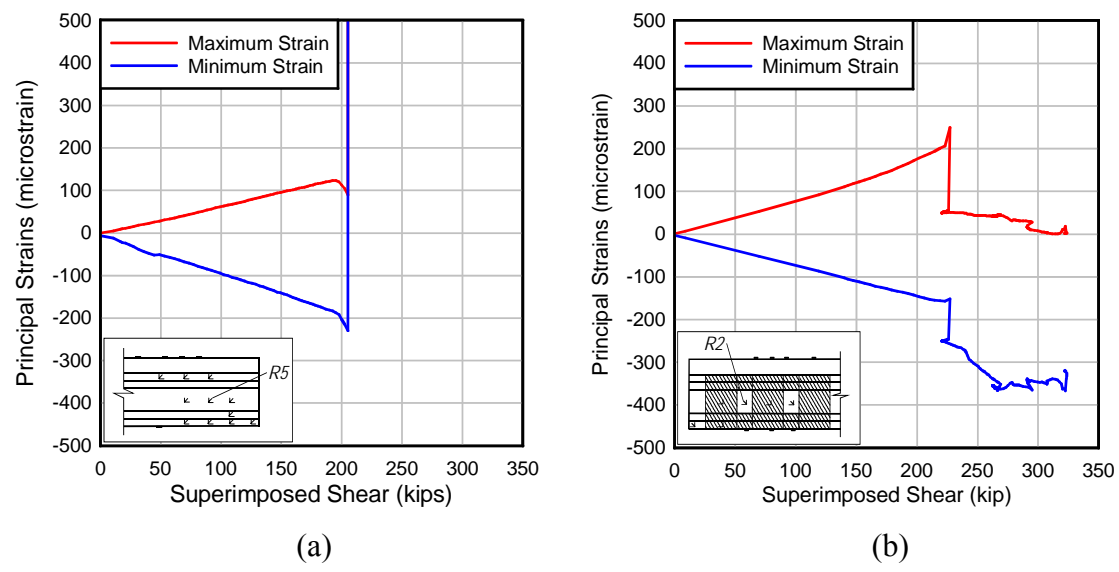 Principal Strains (microstrain)
500
400
300
200
100
0
-100
-200
-300
-400
-500
Maximum Strain
Minimum Strain
R5
0 50 100 150 200 250 300 350
Superimposed Shear (kips)
(a)
Principal Strains (microstrain)
500
400
300
200
100
0
-100
-200
-300
-400
-500
Maximum Strain
Minimum Strain
R2
0 50 100 150 200 250 300 350
Superimposed Shear (kip)
(b)